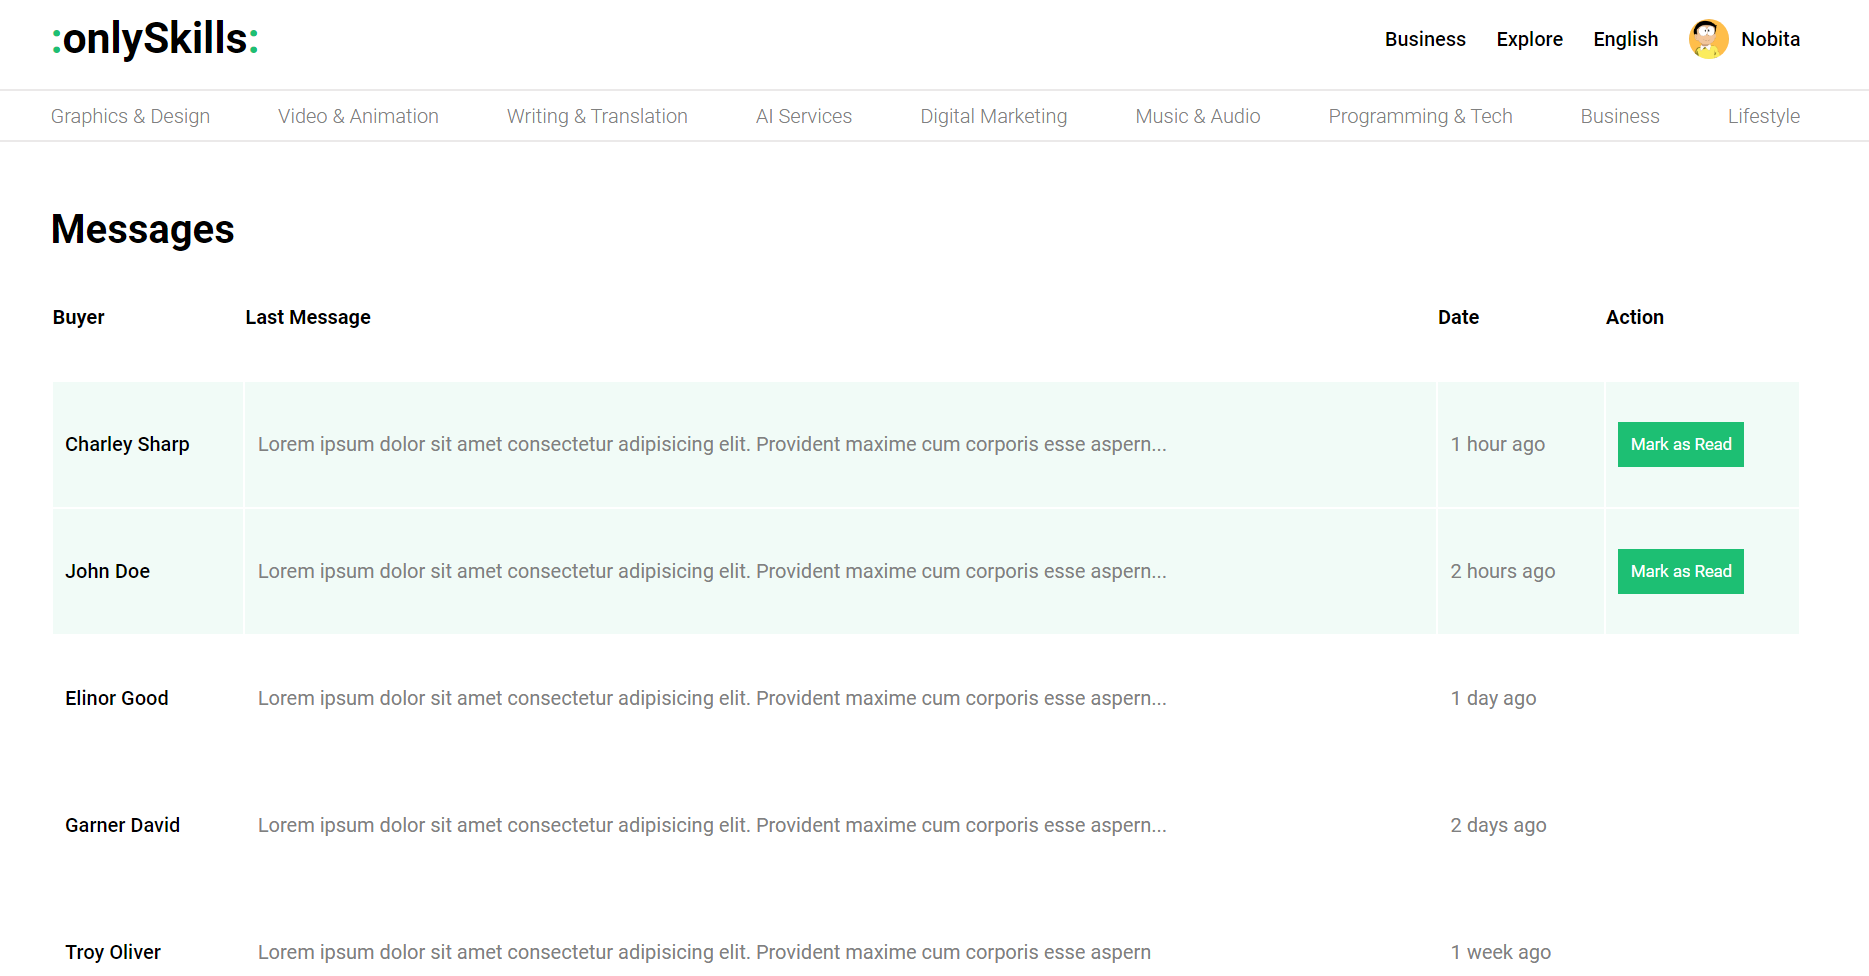 :onlySkills:
Business Explore English Nobita
Graphics & Design Video & Animation Writing & Translation AI Services Digital Marketing Music & Audio Programming & Tech Business Lifestyle
Messages
Buyer Last Message Date Action
Charley Sharp Lorem ipsum dolor sit amet consectetur adipisicing elit. Provident maxime cum corporis esse aspern... 1 hour ago Mark as Read
John Doe Lorem ipsum dolor sit amet consectetur adipisicing elit. Provident maxime cum corporis esse aspern... 2 hours ago Mark as Read
Elinor Good Lorem ipsum dolor sit amet consectetur adipisicing elit. Provident maxime cum corporis esse aspern... 1 day ago
Garner David Lorem ipsum dolor sit amet consectetur adipisicing elit. Provident maxime cum corporis esse aspern... 2 days ago
Troy Oliver Lorem ipsum dolor sit amet consectetur adipisicing elit. Provident maxime cum corporis esse aspern 1 week ago